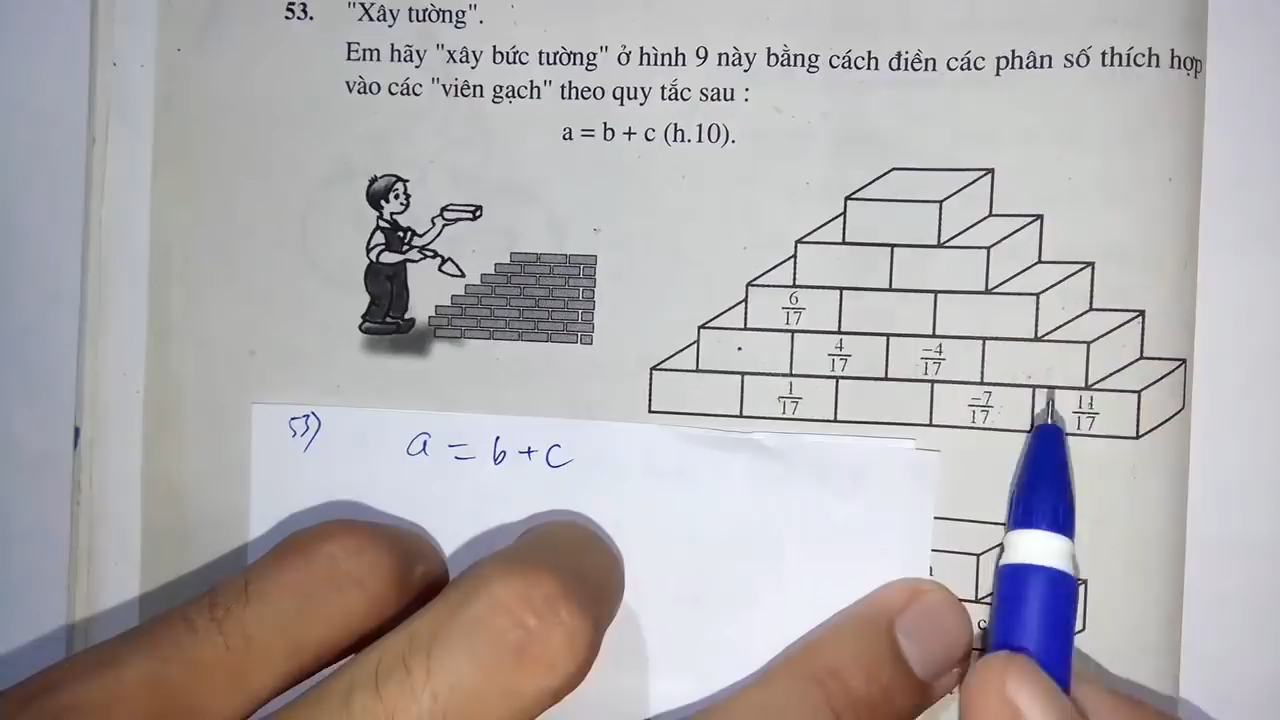 53. "Xây tường".
Em hãy "xây bức tường" ở hình 9 này bằng cách điền các phân số thích hợp
vào các "viên gạch" theo quy tắc sau :
a = b + c (h.10).
6/17
4/17 -4/17
1/17 -7/17 11/17
53) a = b + c
c